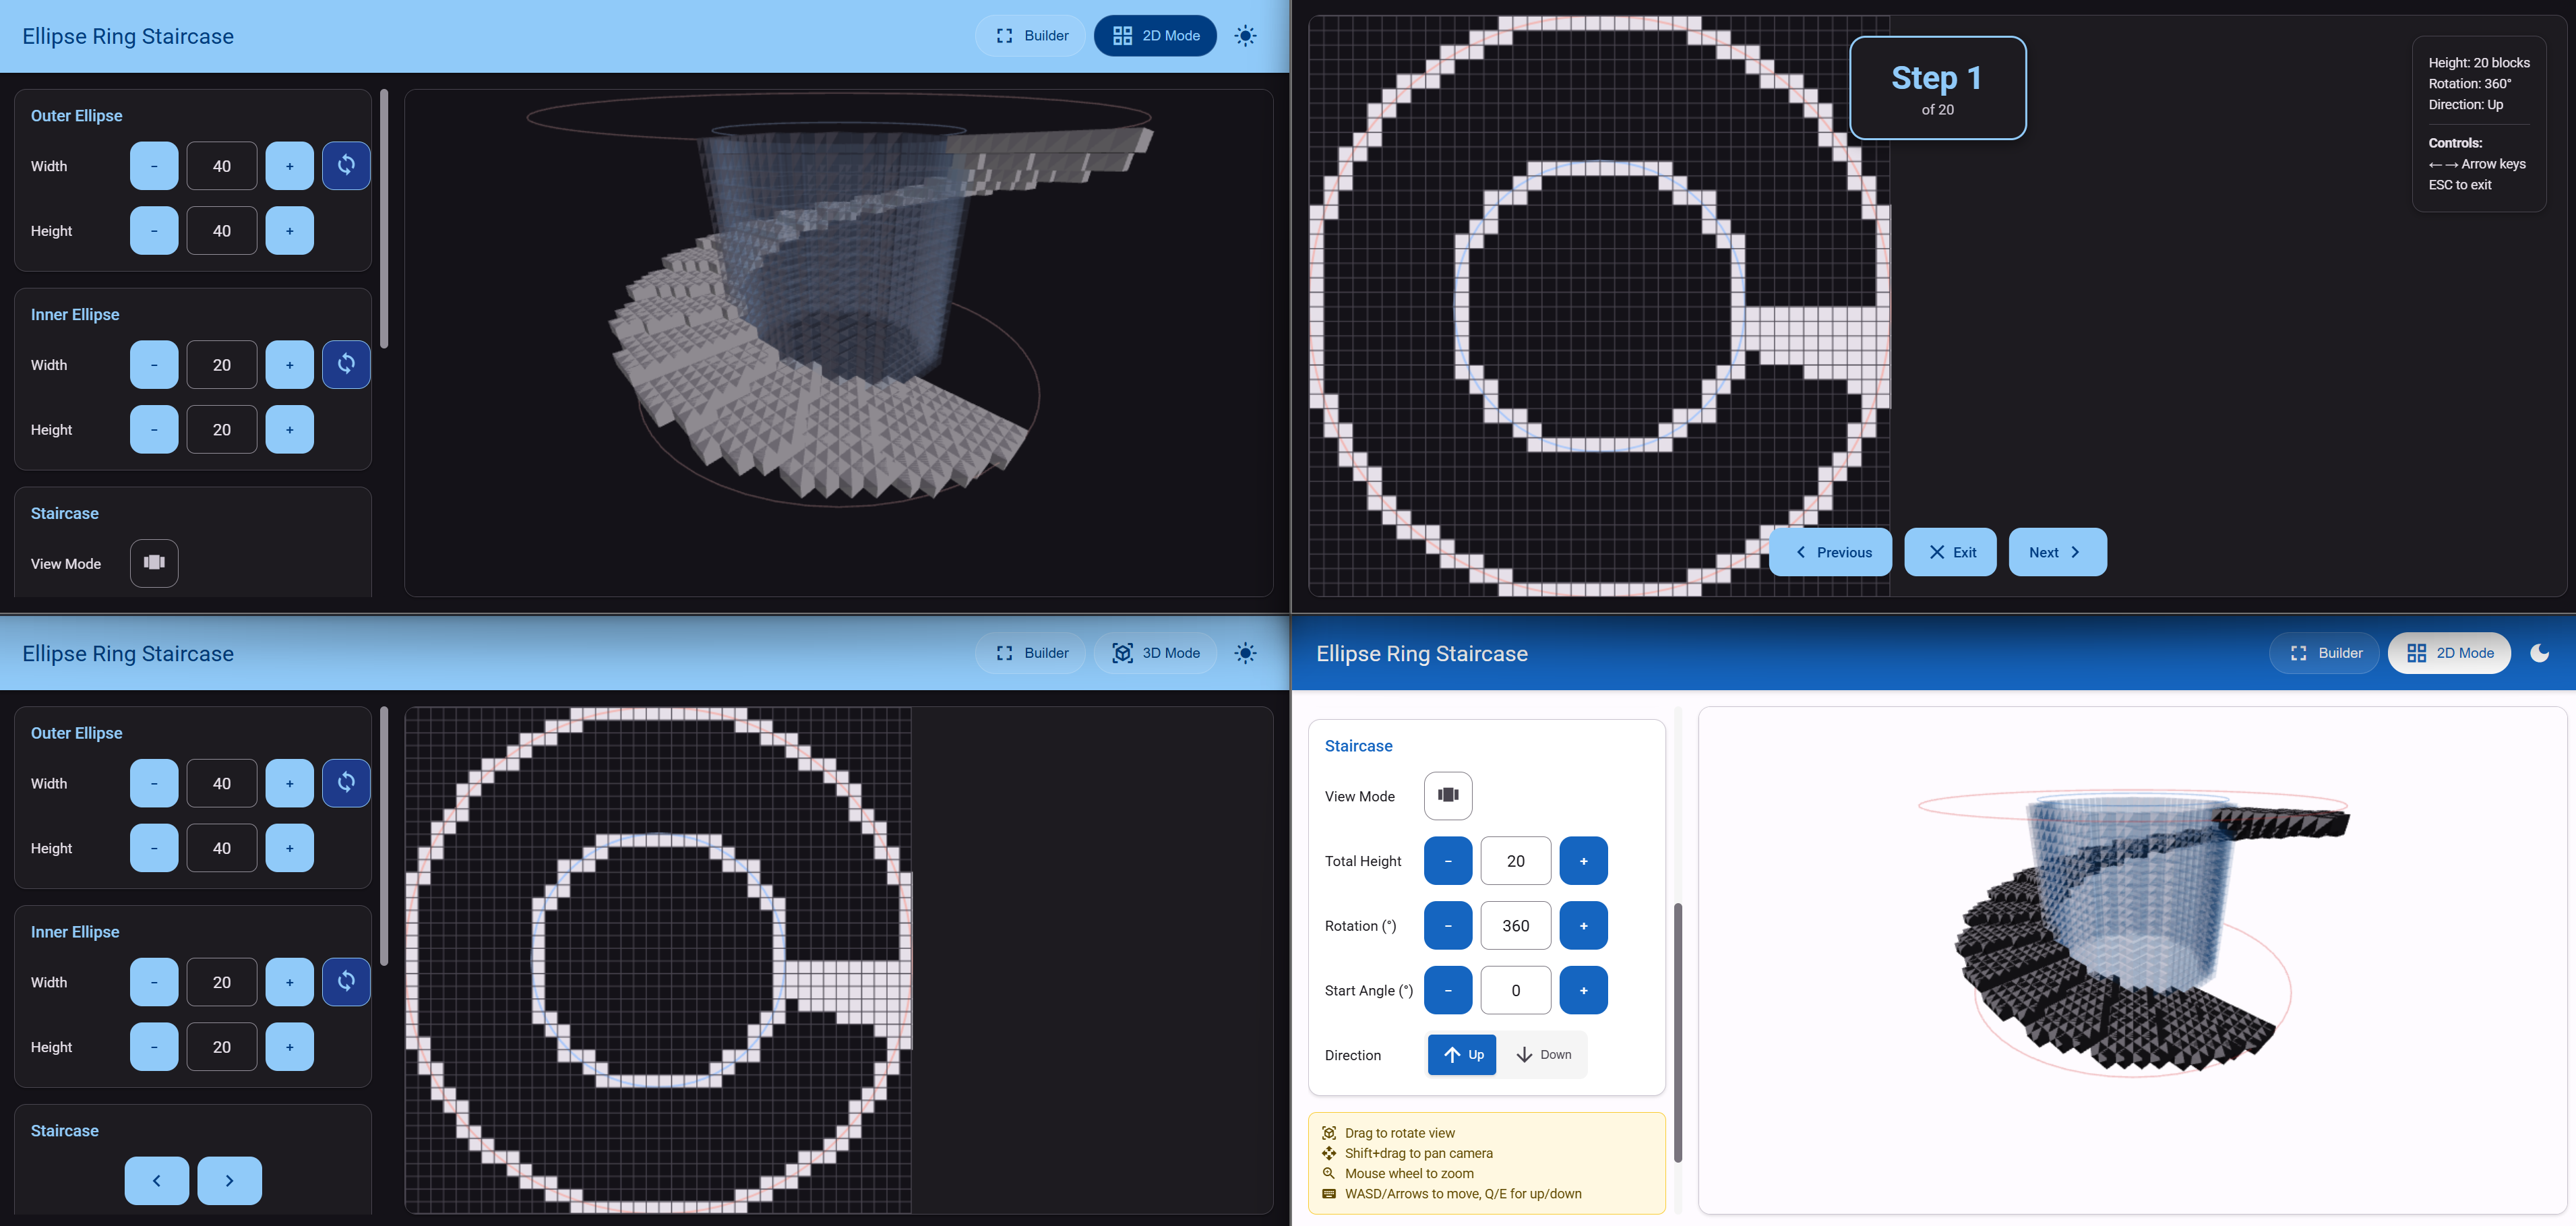 Ellipse Ring Staircase
Builder
2D Mode
Outer Ellipse
Width - 40 +
Height - 40 +
Inner Ellipse
Width - 20 +
Height - 20 +
Staircase
View Mode
Step 1
of 20
Height: 20 blocks
Rotation: 360°
Direction: Up
Controls:
←→ Arrow keys
ESC to exit
Previous
Exit
Next
Ellipse Ring Staircase
Builder
3D Mode
Outer Ellipse
Width - 40 +
Height - 40 +
Inner Ellipse
Width - 20 +
Height - 20 +
Staircase
Ellipse Ring Staircase
Builder
2D Mode
Staircase
View Mode
Total Height - 20 +
Rotation (°) - 360 +
Start Angle (°) - 0 +
Direction Up Down
Drag to rotate view
Shift+drag to pan camera
Mouse wheel to zoom
WASD/Arrows to move, Q/E for up/down